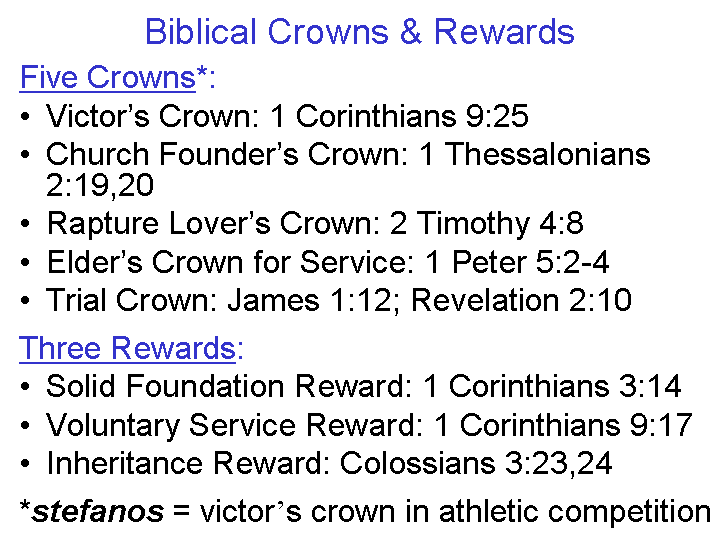 Biblical Crowns & Rewards
Five Crowns*:
• Victor’s Crown: 1 Corinthians 9:25
• Church Founder’s Crown: 1 Thessalonians
2:19,20
• Rapture Lover’s Crown: 2 Timothy 4:8
• Elder’s Crown for Service: 1 Peter 5:2-4
• Trial Crown: James 1:12; Revelation 2:10
Three Rewards:
• Solid Foundation Reward: 1 Corinthians 3:14
• Voluntary Service Reward: 1 Corinthians 9:17
• Inheritance Reward: Colossians 3:23,24
*stefanos = victor’s crown in athletic competition